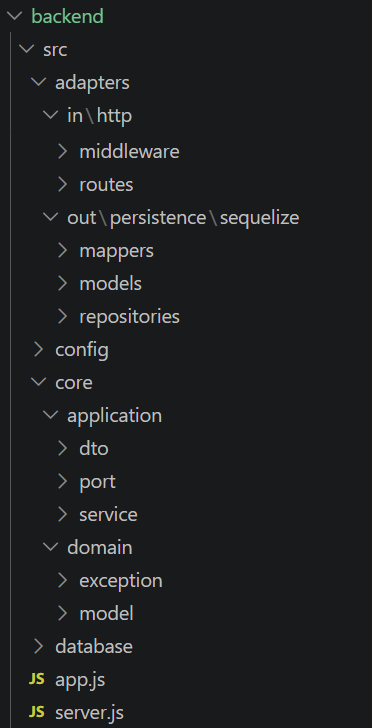 backend
src
adapters
in\http
middleware
routes
out\persistence\sequelize
mappers
models
repositories
config
core
application
dto
port
service
domain
exception
model
database
JS app.js
JS server.js